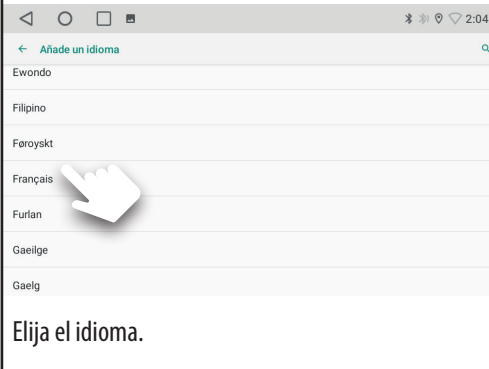 2:04
Añade un idioma
Ewondo
Filipino
Føroyskt
Français
Furlan
Gaeilge
Gaelg
Elija el idioma.